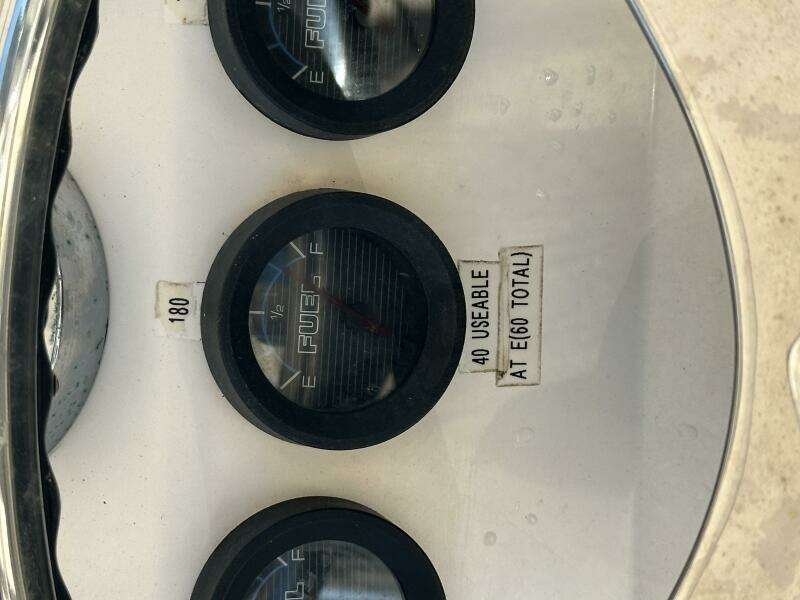 1/2
FUEL
E
180
1/2
FUEL
E
F
40 USEABLE
AT E(60 TOTAL)
F